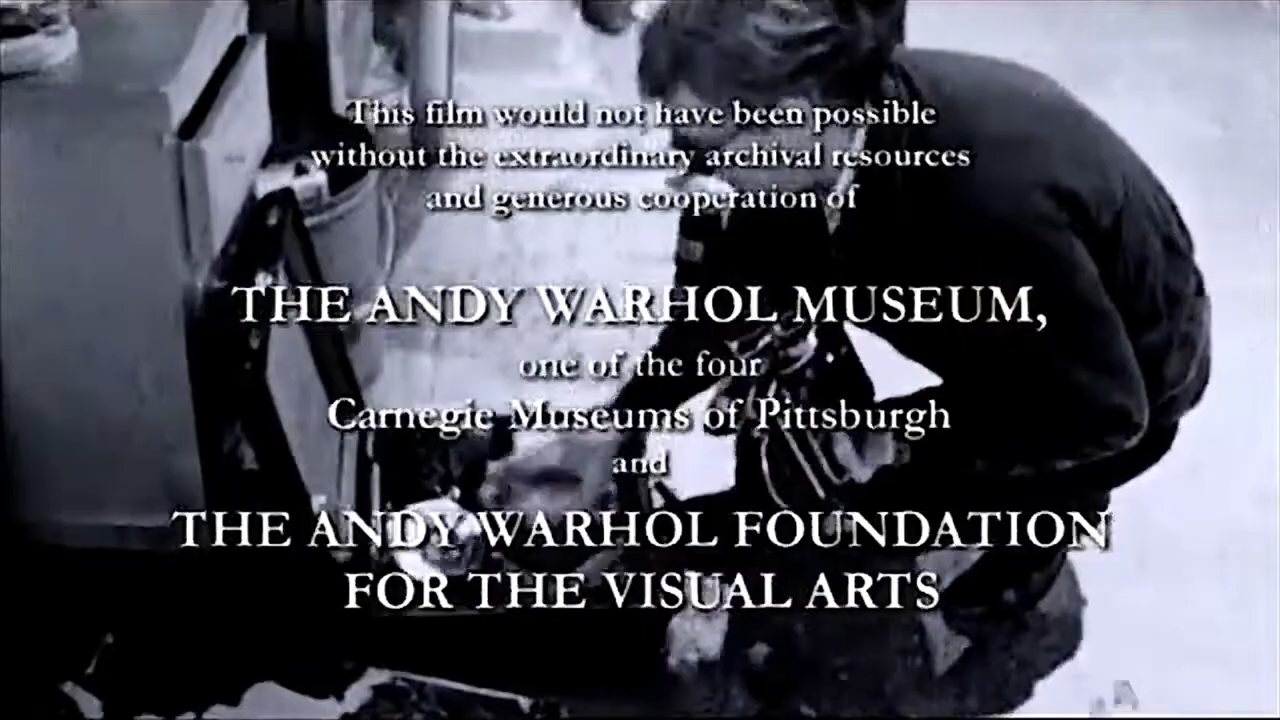 This film would not have been possible
without the extraordinary archival resources
and generous cooperation of
THE ANDY WARHOL MUSEUM,
one of the four
Carnegie Museums of Pittsburgh
and
THE ANDY WARHOL FOUNDATION
FOR THE VISUAL ARTS